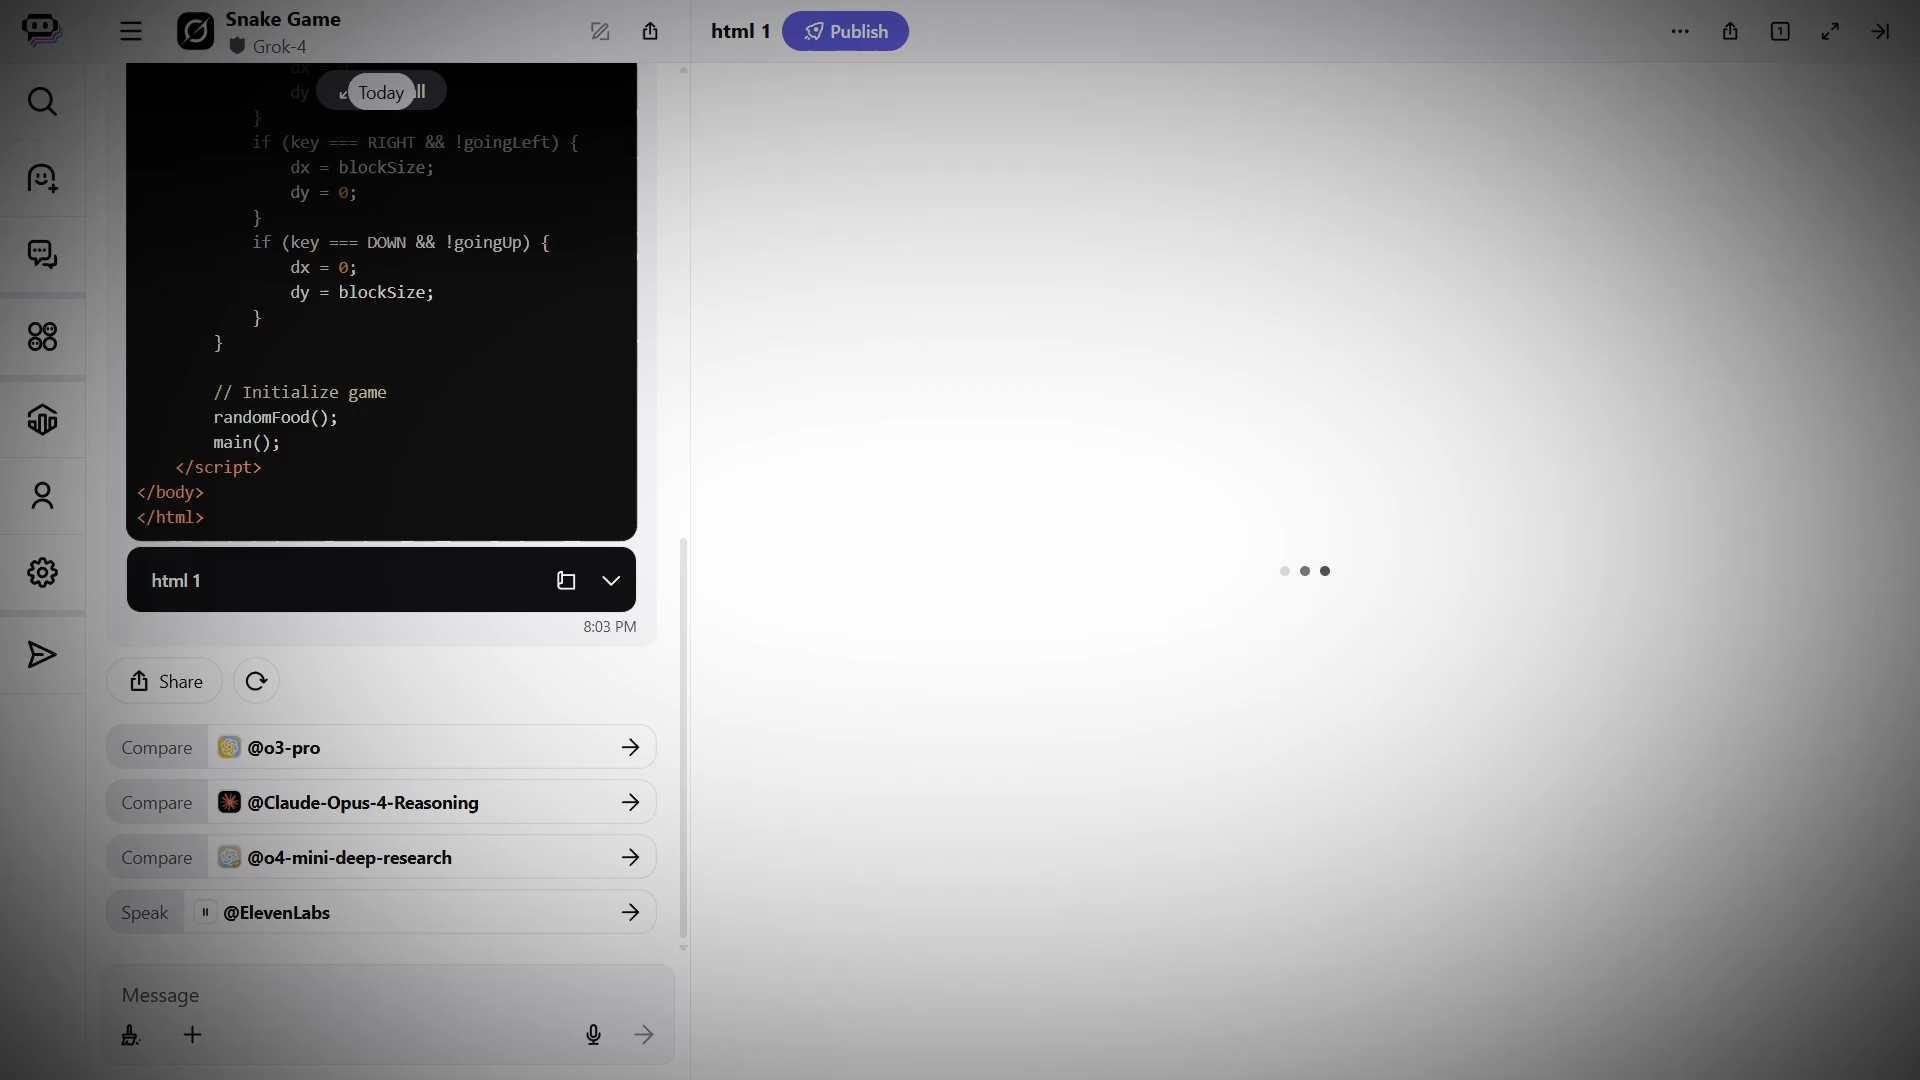 Snake Game
Grok-4
html 1
Publish
1
dx =
dy
Today
}
if (key === RIGHT && !goingLeft) {
dx = blockSize;
dy = 0;
}
if (key === DOWN && !goingUp) {
dx = 0;
dy = blockSize;
}
}
// Initialize game
randomFood();
main();
</script>
</body>
</html>
html 1
8:03 PM
Share
Compare @o3-pro
Compare @Claude-Opus-4-Reasoning
Compare @o4-mini-deep-research
Speak @ElevenLabs
Message